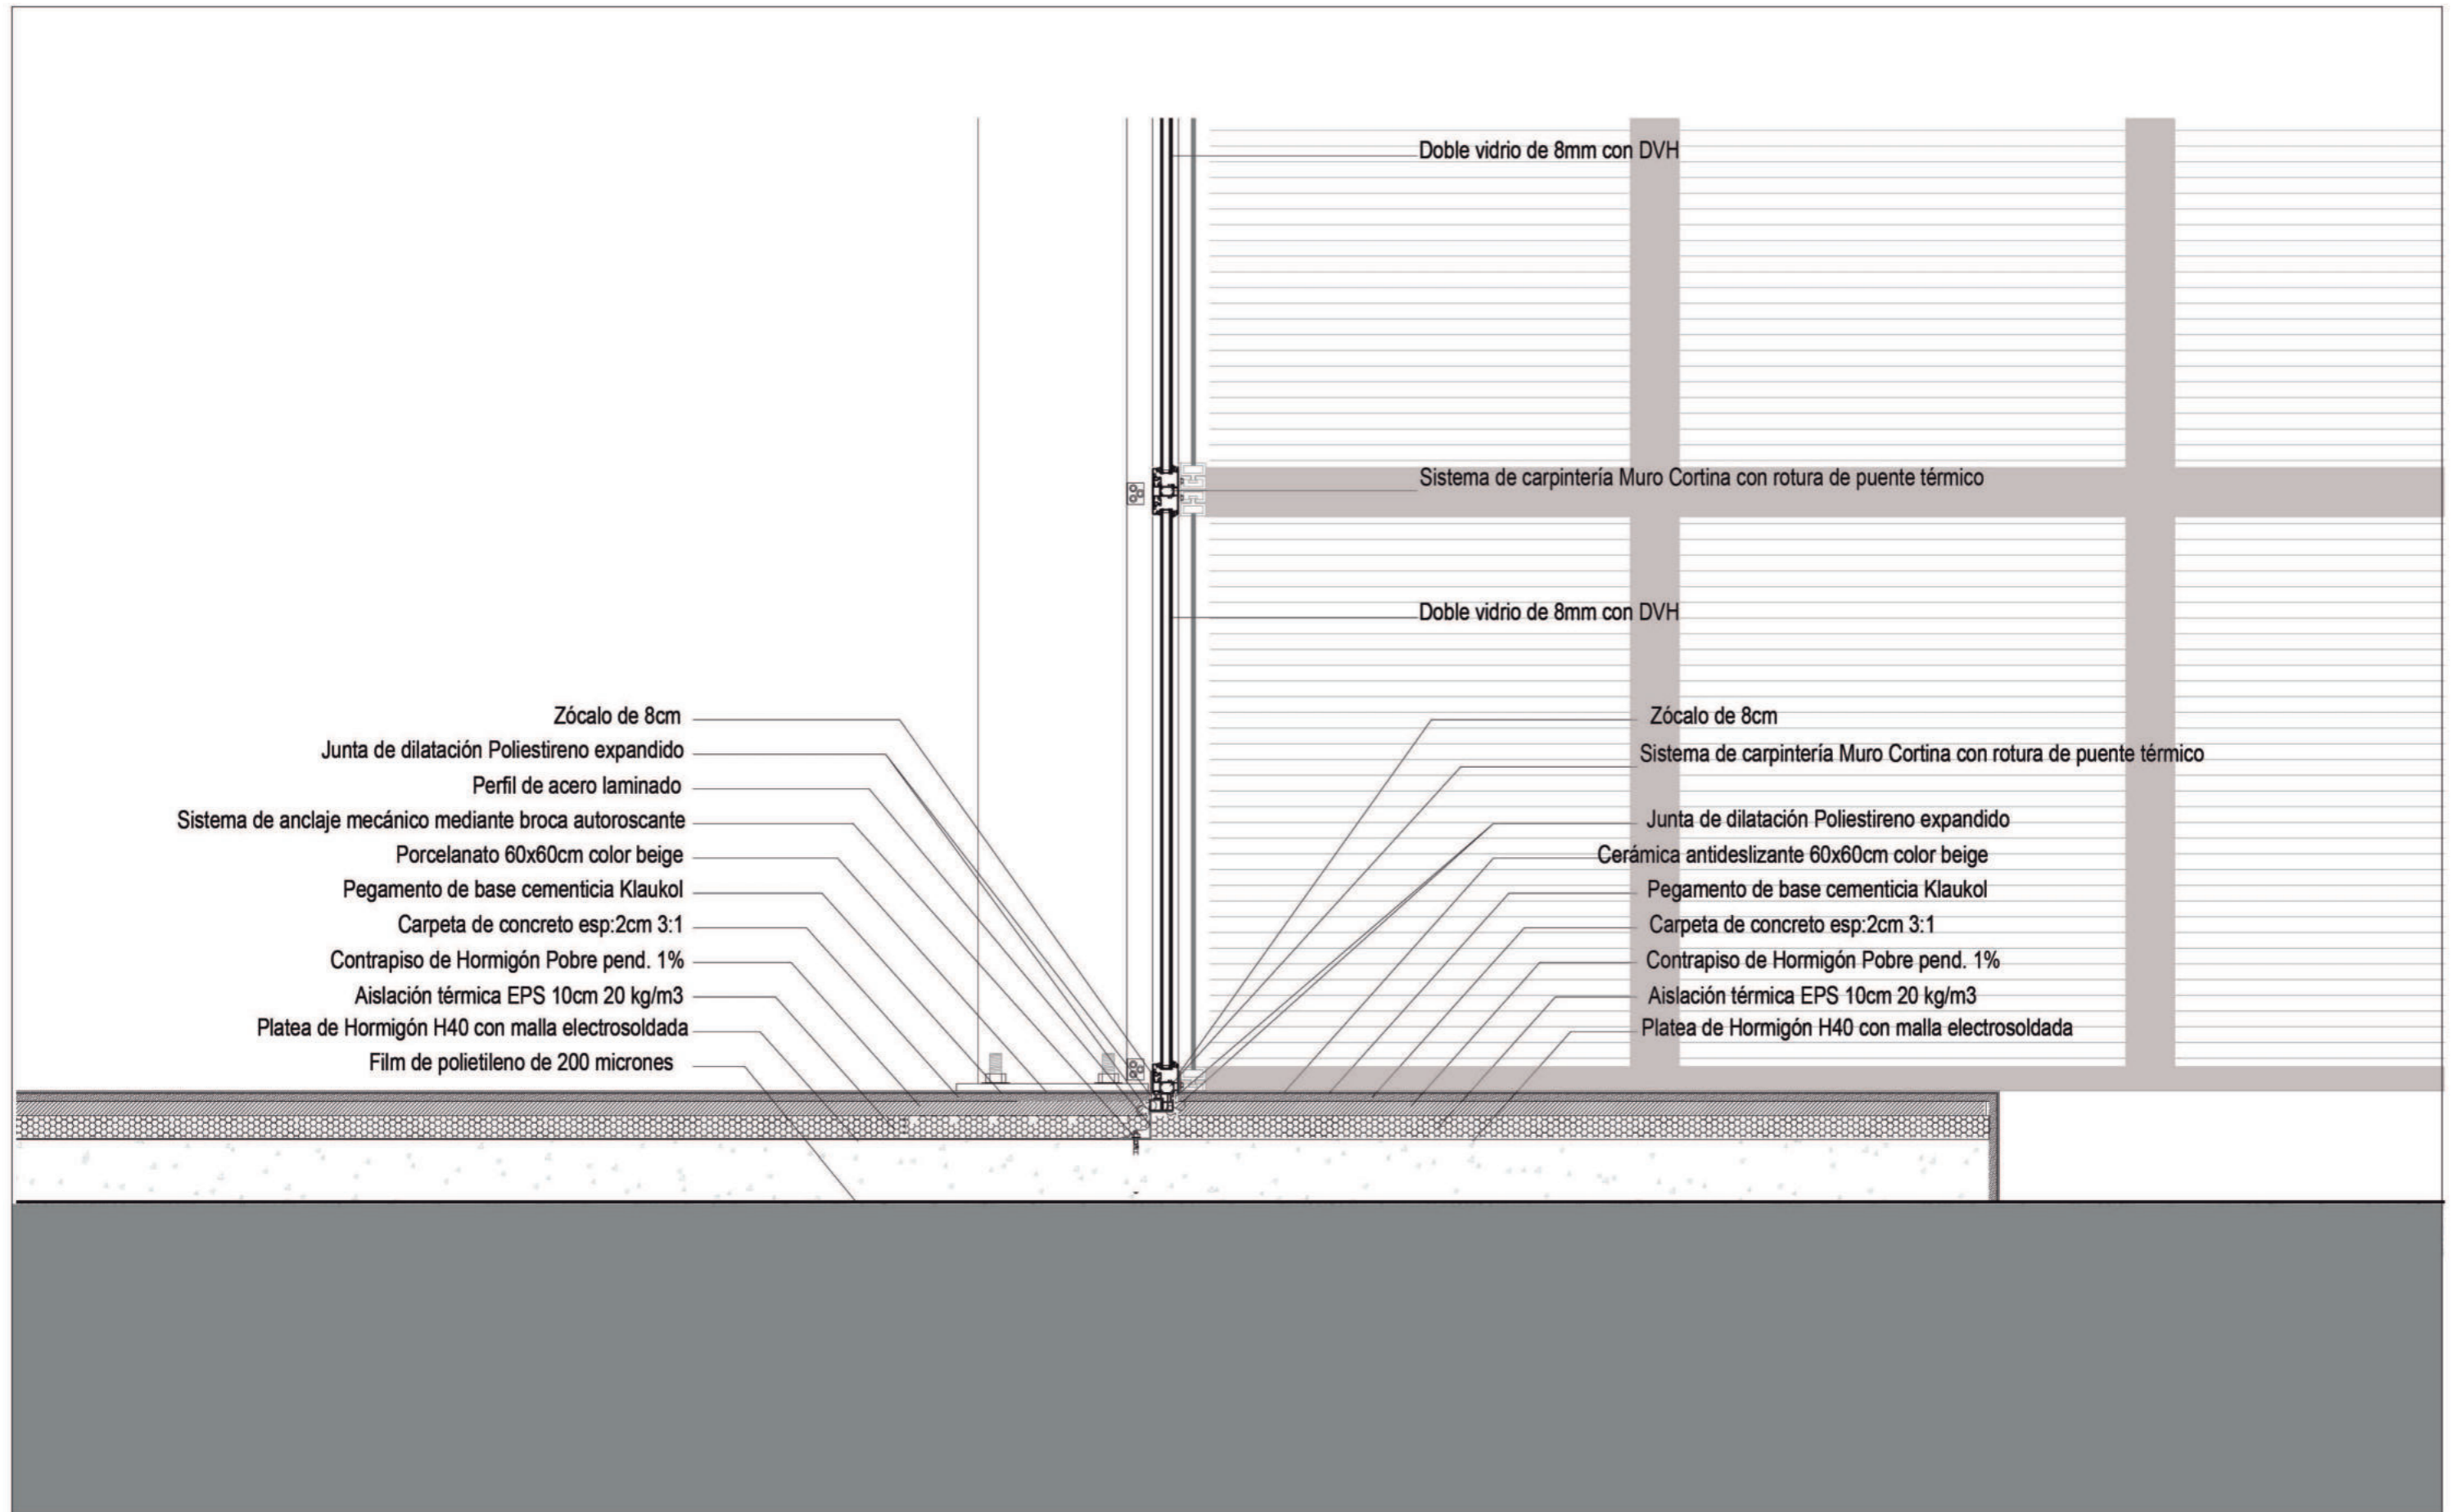 Doble vidrio de 8mm con DVH
Sistema de carpintería Muro Cortina con rotura de puente térmico
Doble vidrio de 8mm con DVH
Zócalo de 8cm
Junta de dilatación Poliestireno expandido
Perfil de acero laminado
Sistema de anclaje mecánico mediante broca autoroscante
Porcelanato 60x60cm color beige
Pegamento de base cementicia Klaukol
Carpeta de concreto esp:2cm 3:1
Contrapiso de Hormigón Pobre pend. 1%
Aislación térmica EPS 10cm 20 kg/m3
Platea de Hormigón H40 con malla electrosoldada
Film de polietileno de 200 micrones
Zócalo de 8cm
Sistema de carpintería Muro Cortina con rotura de puente térmico
Junta de dilatación Poliestireno expandido
Cerámica antideslizante 60x60cm color beige
Pegamento de base cementicia Klaukol
Carpeta de concreto esp:2cm 3:1
Contrapiso de Hormigón Pobre pend. 1%
Aislación térmica EPS 10cm 20 kg/m3
Platea de Hormigón H40 con malla electrosoldada